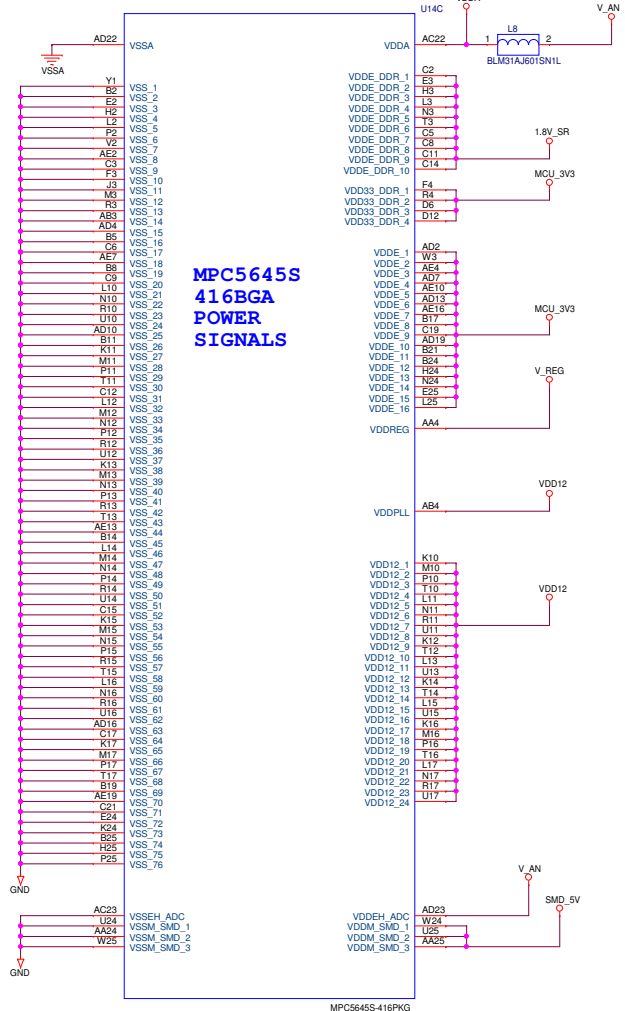 U14C
V_AN
AD22 VSSA
VSSA
VDDA AC22
1 L8 2
BLM31AJ601SN1L
Y1 VSS_1
B2 VSS_2
E2 VSS_3
H2 VSS_4
L2 VSS_5
P2 VSS_6
V2 VSS_7
AE2 VSS_8
C3 VSS_9
F3 VSS_10
J3 VSS_11
M3 VSS_12
R3 VSS_13
AB3 VSS_14
AD4 VSS_15
B5 VSS_16
C6 VSS_17
AE7 VSS_18
B8 VSS_19
C9 VSS_20
L10 VSS_21
N10 VSS_22
R10 VSS_23
U10 VSS_24
AD10 VSS_25
B11 VSS_26
K11 VSS_27
M11 VSS_28
P11 VSS_29
T11 VSS_30
C12 VSS_31
L12 VSS_32
M12 VSS_33
N12 VSS_34
P12 VSS_35
R12 VSS_36
U12 VSS_37
K13 VSS_38
M13 VSS_39
N13 VSS_40
P13 VSS_41
R13 VSS_42
T13 VSS_43
AE13 VSS_44
B14 VSS_45
L14 VSS_46
M14 VSS_47
N14 VSS_48
P14 VSS_49
R14 VSS_50
U14 VSS_51
C15 VSS_52
K15 VSS_53
M15 VSS_54
N15 VSS_55
P15 VSS_56
R15 VSS_57
T15 VSS_58
L16 VSS_59
N16 VSS_60
R16 VSS_61
U16 VSS_62
AD16 VSS_63
C17 VSS_64
K17 VSS_65
M17 VSS_66
P17 VSS_67
T17 VSS_68
B19 VSS_69
AE19 VSS_70
C21 VSS_71
E24 VSS_72
K24 VSS_73
B25 VSS_74
H25 VSS_75
P25 VSS_76
GND
AC23 VSSEH_ADC
U24 VSSM_SMD_1
AA24 VSSM_SMD_2
W25 VSSM_SMD_3
GND
MPC5645S
416BGA
POWER
SIGNALS
VDDE_DDR_1 C2
VDDE_DDR_2 E3
VDDE_DDR_3 H3
VDDE_DDR_4 L3
VDDE_DDR_5 N3
VDDE_DDR_6 T3
VDDE_DDR_7 C5
VDDE_DDR_8 C8
VDDE_DDR_9 C11
VDDE_DDR_10 C14
1.8V_SR
VDD33_DDR_1 F4
VDD33_DDR_2 R4
VDD33_DDR_3 D6
VDD33_DDR_4 D12
MCU_3V3
VDDE_1 AD2
VDDE_2 W3
VDDE_3 AE4
VDDE_4 AD7
VDDE_5 AE10
VDDE_6 AD13
VDDE_7 AE16
VDDE_8 B17
VDDE_9 C19
VDDE_10 AD19
VDDE_11 B21
VDDE_12 B24
VDDE_13 H24
VDDE_14 N24
VDDE_15 E25
VDDE_16 L25
MCU_3V3
VDDREG AA4
V_REG
VDDPLL AB4
VDD12
VDD12_1 K10
VDD12_2 M10
VDD12_3 P10
VDD12_4 T10
VDD12_5 L11
VDD12_6 N11
VDD12_7 R11
VDD12_8 U11
VDD12_9 K12
VDD12_10 T12
VDD12_11 L13
VDD12_12 U13
VDD12_13 K14
VDD12_14 T14
VDD12_15 L15
VDD12_16 U15
VDD12_17 K16
VDD12_18 M16
VDD12_19 P16
VDD12_20 T16
VDD12_21 L17
VDD12_22 N17
VDD12_23 R17
VDD12_24 U17
VDD12
V_AN
SMD_5V
VDDEH_ADC AD23
VDDM_SMD_1 W24
VDDM_SMD_2 U25
VDDM_SMD_3 AA25
MPC5645S-416PKG